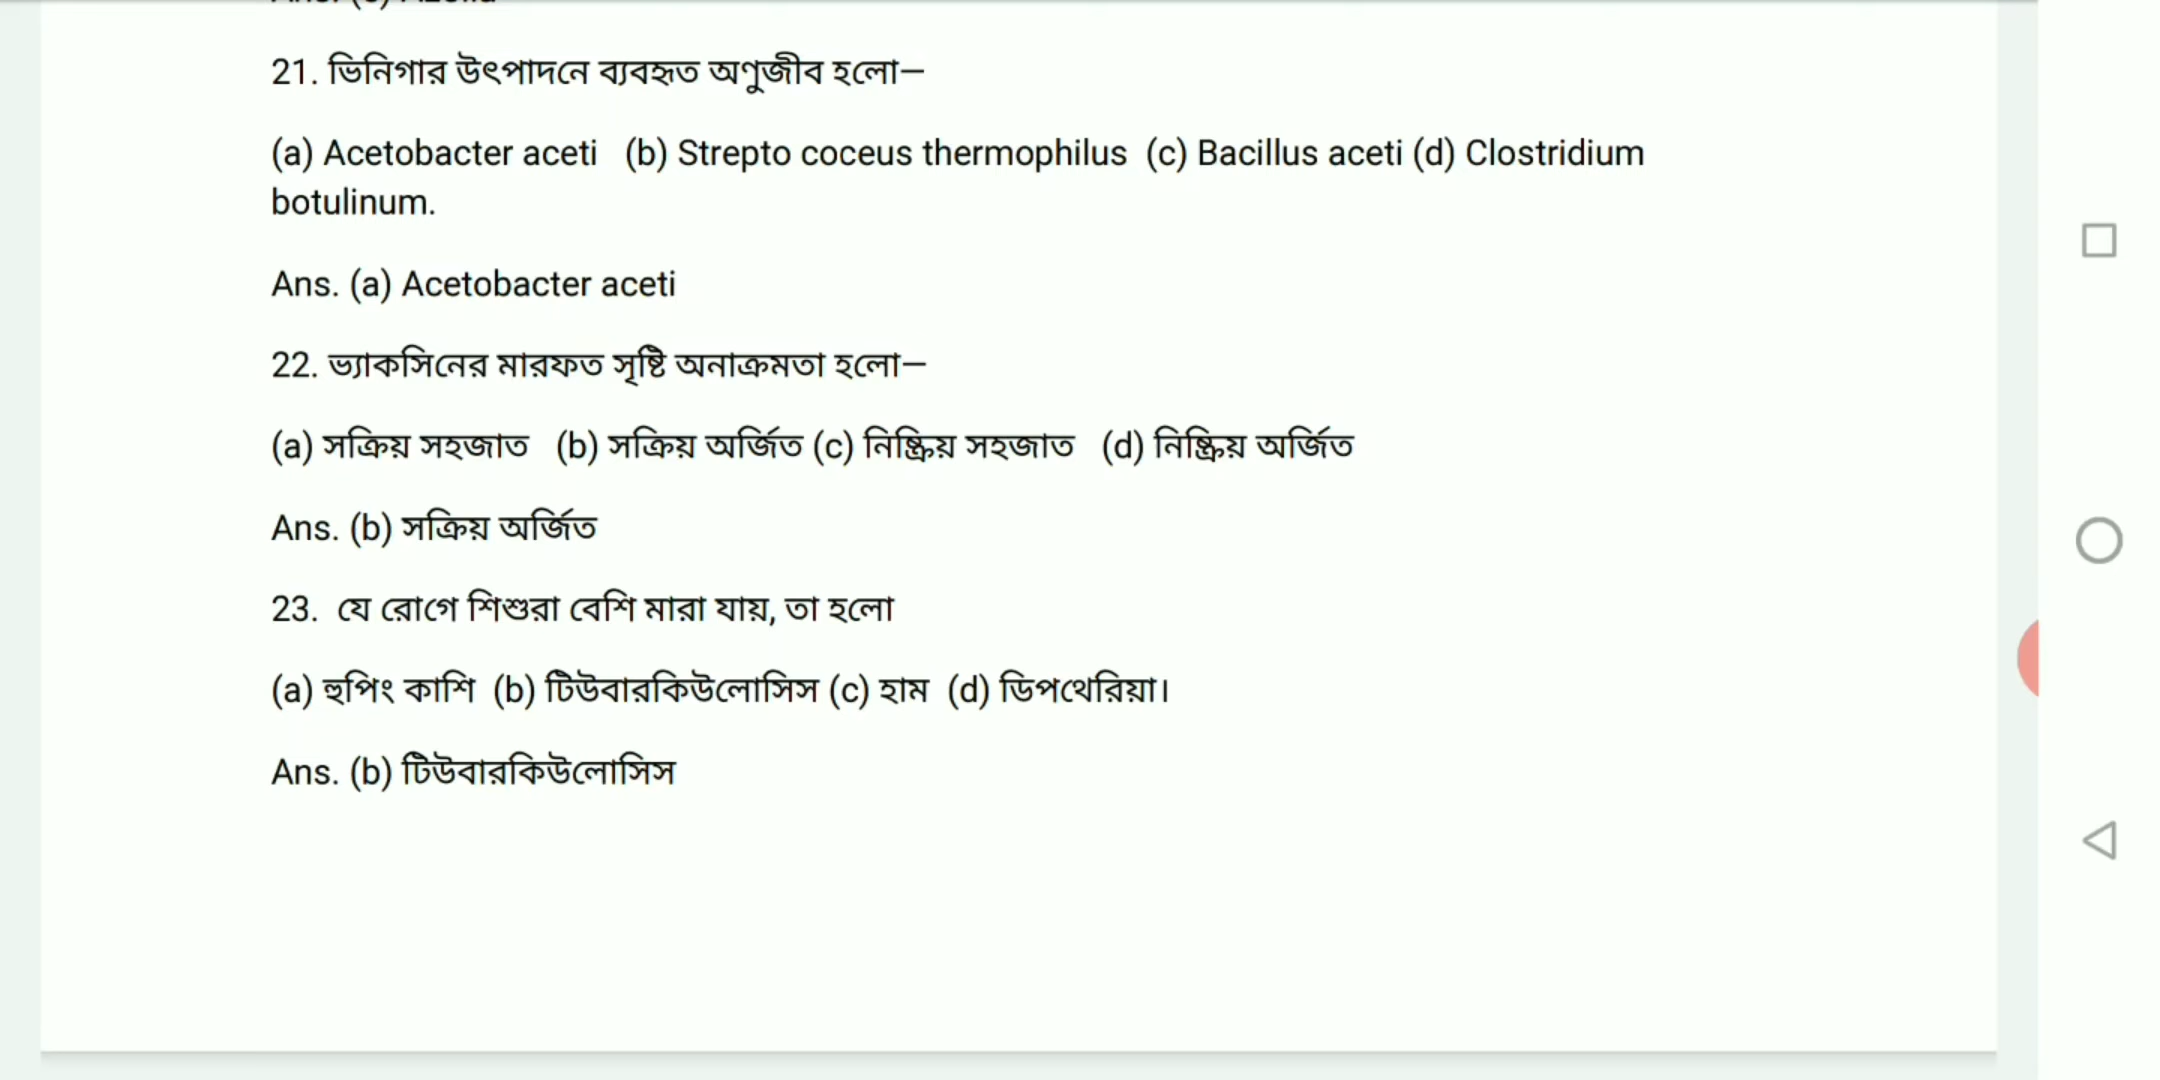 21. ভিনিগার উৎপাদনে ব্যবহৃত অণুজীব হলো—
(a) Acetobacter aceti (b) Strepto coceus thermophilus (c) Bacillus aceti (d) Clostridium
botulinum.
Ans. (a) Acetobacter aceti
22. ভ্যাকসিনের মারফত সৃষ্টি অনাক্রমতা হলো—
(a) সক্রিয় সহজাত (b) সক্রিয় অর্জিত (c) নিষ্ক্রিয় সহজাত (d) নিষ্ক্রিয় অর্জিত
Ans. (b) সক্রিয় অর্জিত
23. যে রোগে শিশুরা বেশি মারা যায়, তা হলো
(a) হুপিং কাশি (b) টিউবারকিউলোসিস (c) হাম (d) ডিপথেরিয়া।
Ans. (b) টিউবারকিউলোসিস